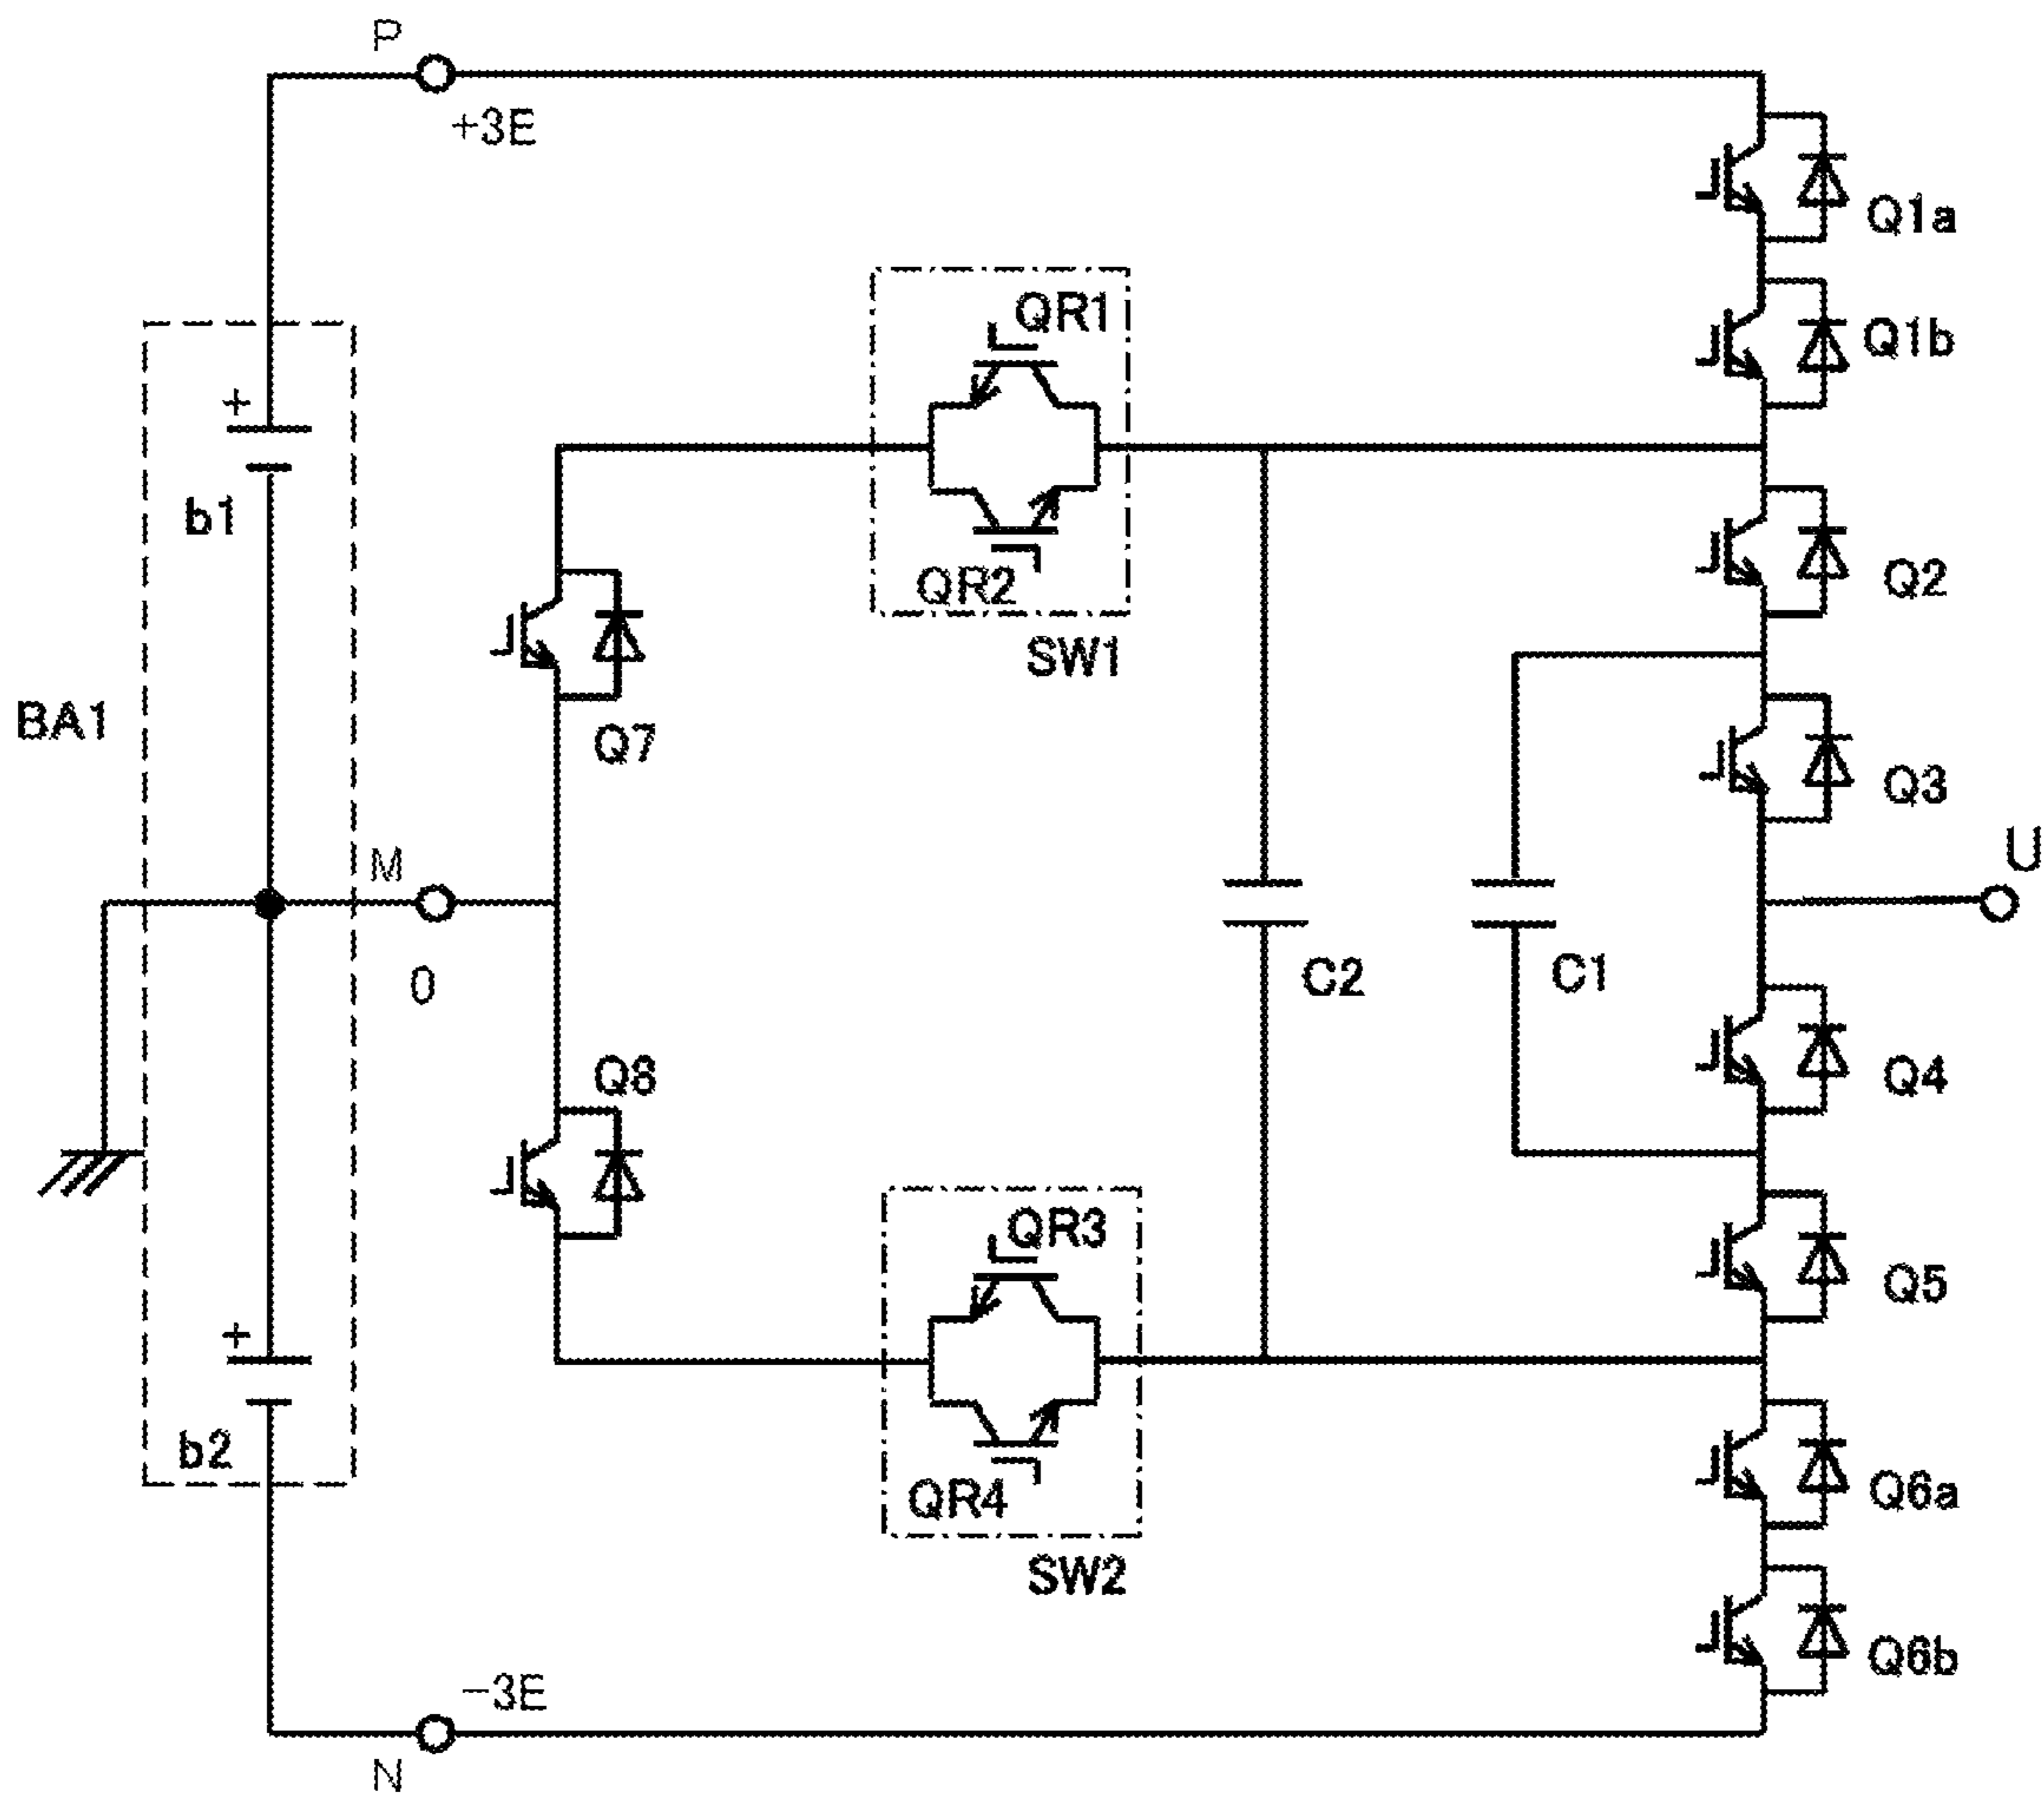 P
+3E
Q1a
QR1
Q1b
+
b1
QR2
Q2
SW1
BA1
Q7
Q3
M
U
0
C2
C1
Q8
Q4
QR3
Q5
+
b2
QR4
Q6a
SW2
Q6b
−3E
N